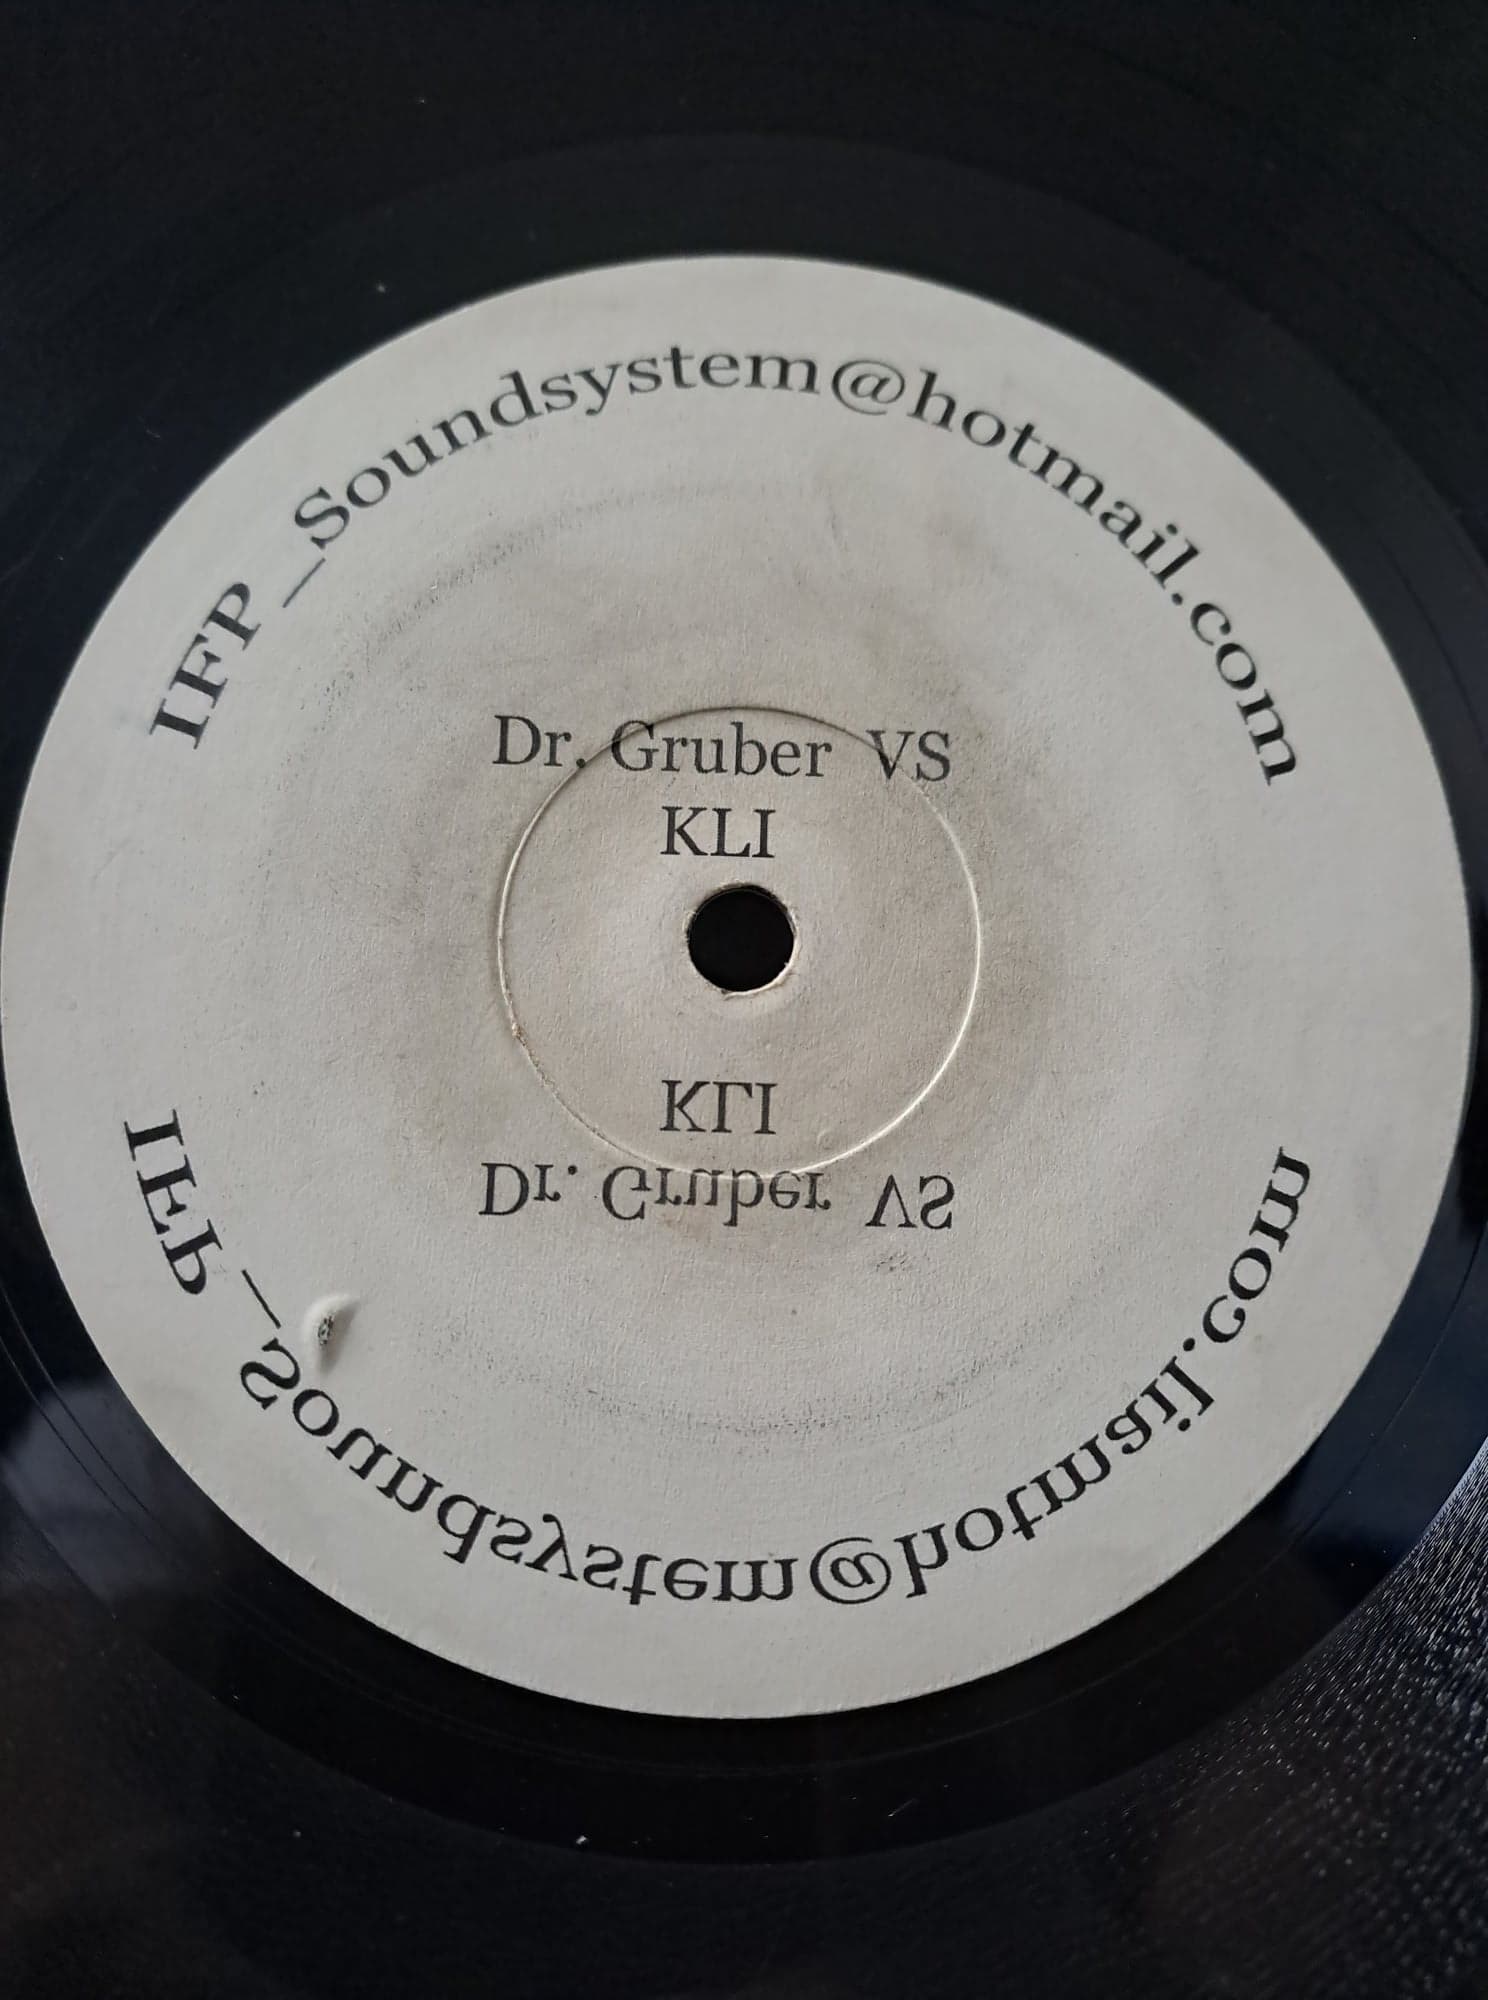 IFP_Soundsystem@hotmail.com
Dr. Gruber VS
KLI
KLI
Dr. Gruber VS
IFP_Soundsystem@hotmail.com